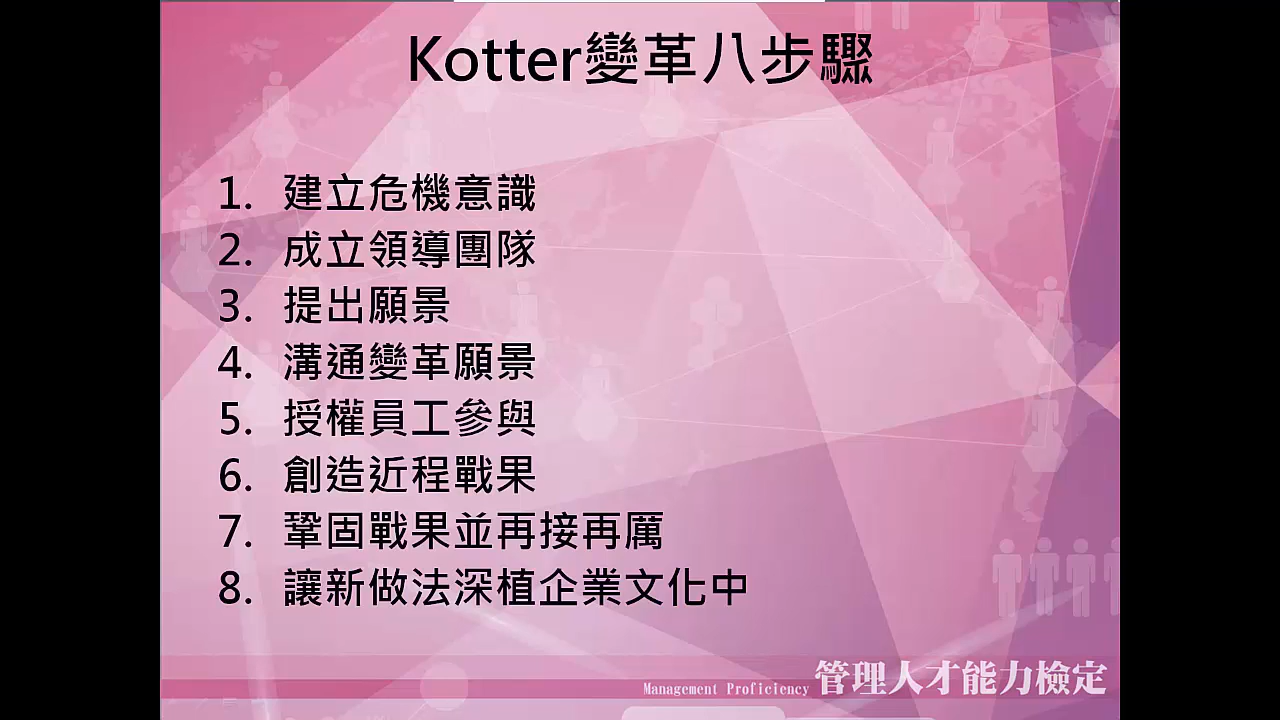 Kotter變革八步驟
1. 建立危機意識
2. 成立領導團隊
3. 提出願景
4. 溝通變革願景
5. 授權員工參與
6. 創造近程戰果
7. 鞏固戰果並再接再厲
8. 讓新做法深植企業文化中
Management Proficiency 管理人才能力檢定